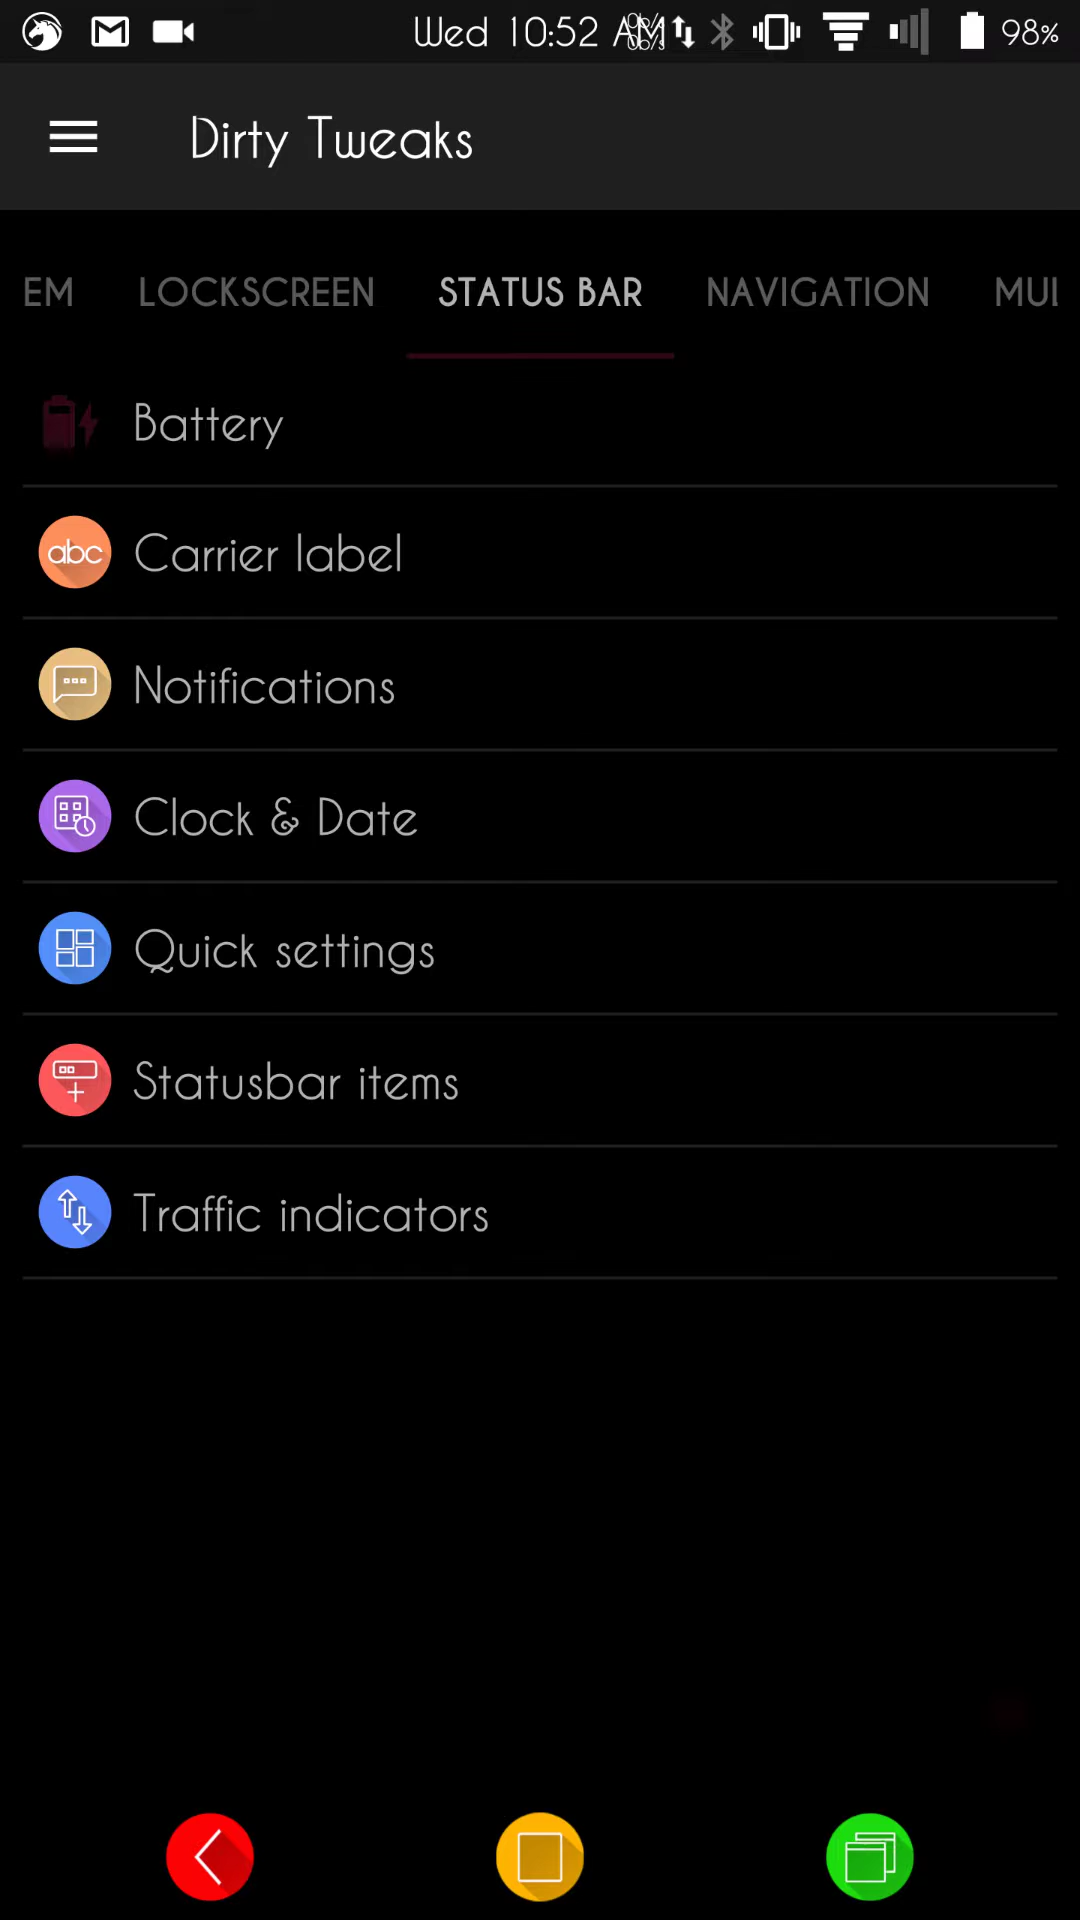 Wed 10:52 AM 98%
Dirty Tweaks
EM LOCKSCREEN STATUS BAR NAVIGATION MUL
Battery
abc Carrier label
Notifications
Clock & Date
Quick settings
Statusbar items
Traffic indicators